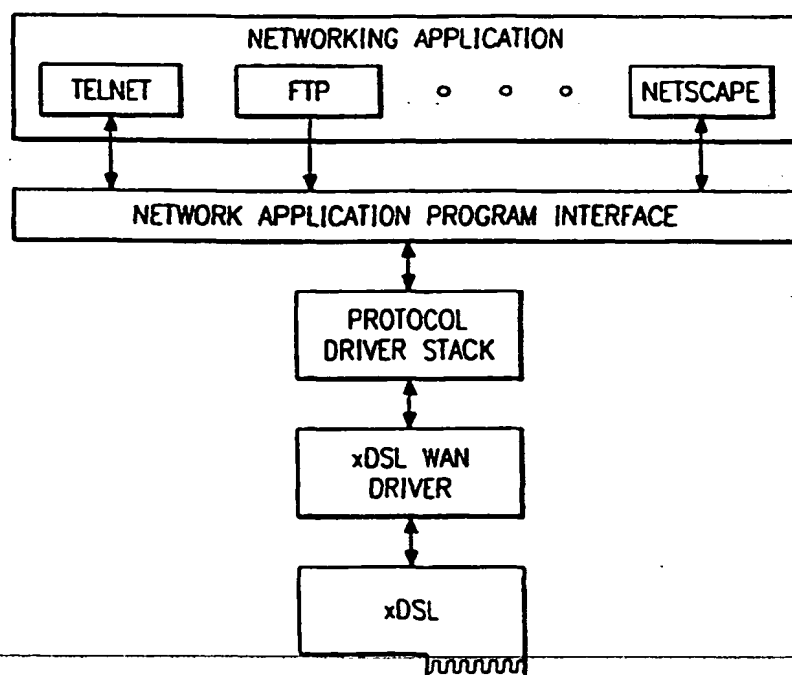 NETWORKING APPLICATION
TELNET
FTP
NETSCAPE
NETWORK APPLICATION PROGRAM INTERFACE
PROTOCOL
DRIVER STACK
xDSL WAN
DRIVER
xDSL